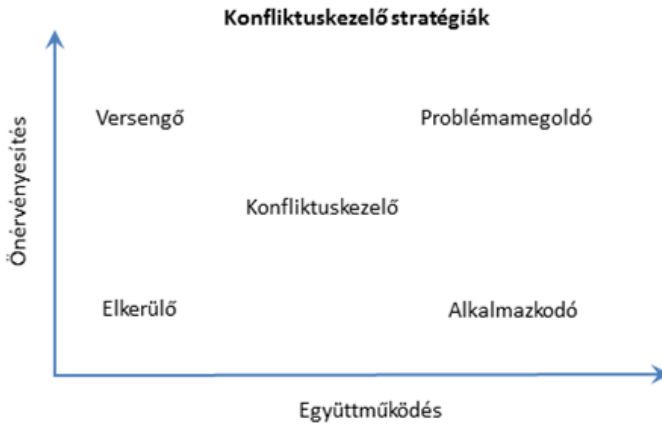 Konfliktuskezelő stratégiák
Önérvényesítés
Versengő
Problémamegoldó
Konfliktuskezelő
Elkerülő
Alkalmazkodó
Együttműködés